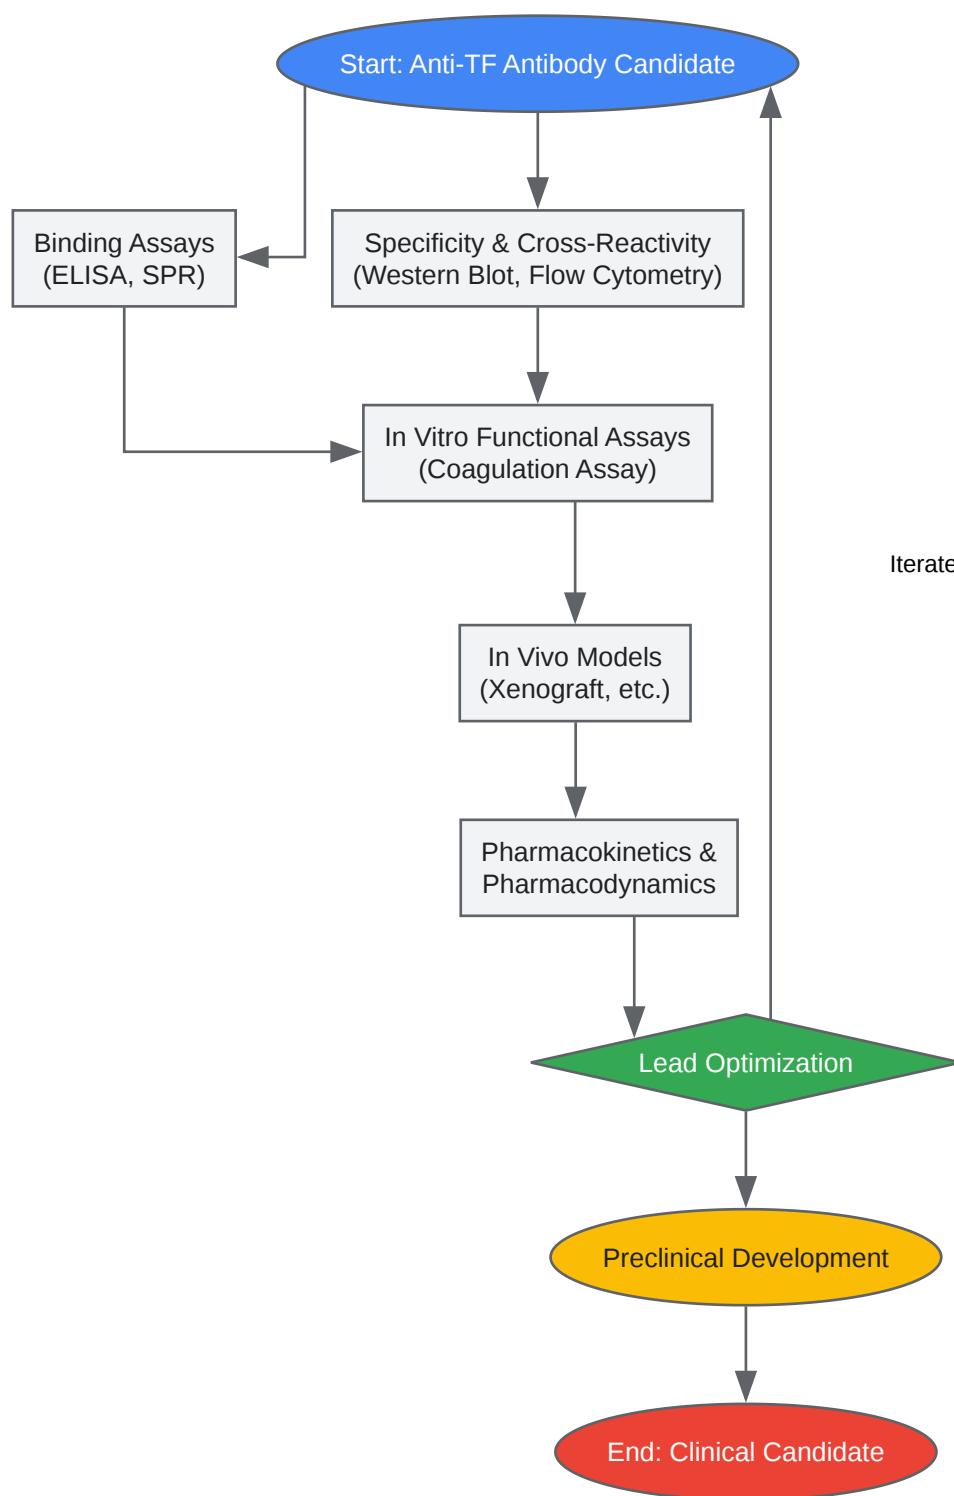 Start: Anti-TF Antibody Candidate
Binding Assays
(ELISA, SPR)
Specificity & Cross-Reactivity
(Western Blot, Flow Cytometry)
In Vitro Functional Assays
(Coagulation Assay)
Iterate
In Vivo Models
(Xenograft, etc.)
Pharmacokinetics &
Pharmacodynamics
Lead Optimization
Preclinical Development
End: Clinical Candidate